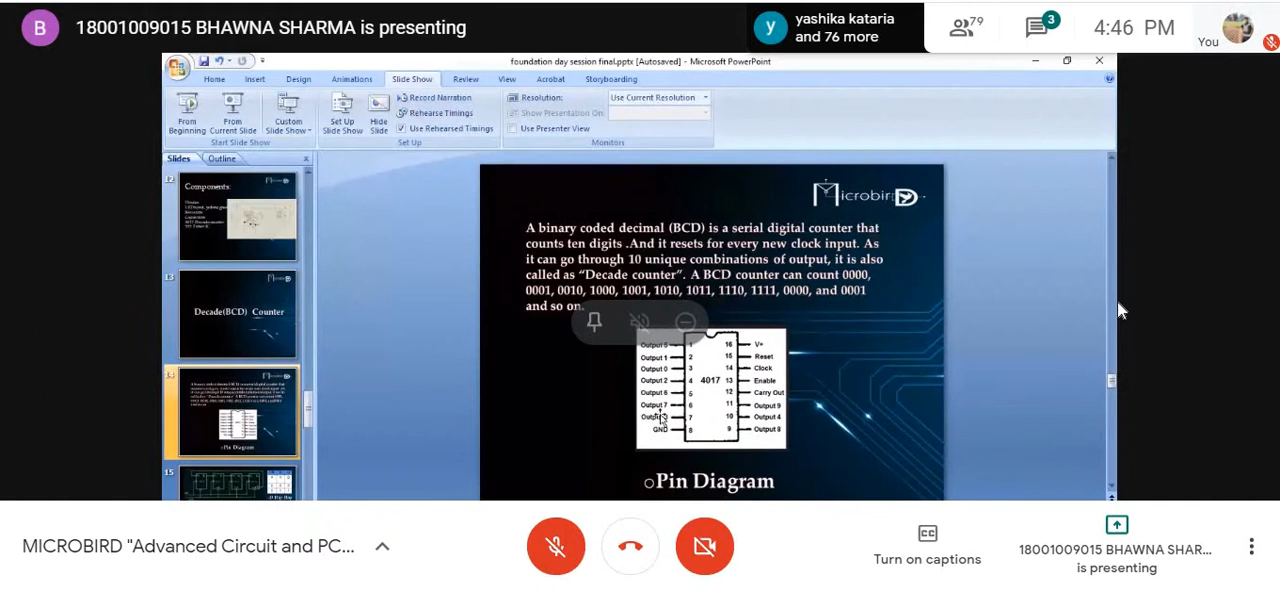 B
18001009015 BHAWNA SHARMA is presenting
y
yashika kataria
and 76 more
79
3
4:46 PM
You
foundation day session final.pptx [Autosaved] - Microsoft PowerPoint
Home Insert Design Animations Slide Show Review View Acrobat Storyboarding
From Beginning
From Current Slide
Custom Slide Show
Set Up Slide Show
Hide Slide
Record Narration
Rehearse Timings
Use Rehearsed Timings
Resolution: Use Current Resolution
Show Presentation On:
Use Presenter View
Start Slide Show
Set Up
Monitors
Slides Outline
12
Components:
13
Decade(BCD) Counter
14
Pin Diagram
15
MicrobirD
A binary coded decimal (BCD) is a serial digital counter that
counts ten digits .And it resets for every new clock input. As
it can go through 10 unique combinations of output, it is also
called as “Decade counter”. A BCD counter can count 0000,
0001, 0010, 1000, 1001, 1010, 1011, 1110, 1111, 0000, and 0001
and so on.
Output 5 1 16 V+
Output 1 2 15 Reset
Output 0 3 14 Clock
Output 2 4 4017 13 Enable
Output 6 5 12 Carry Out
Output 7 6 11 Output 9
7 10 Output 4
GND 8 9 Output 8
Pin Diagram
MICROBIRD "Advanced Circuit and PC...
CC
Turn on captions
18001009015 BHAWNA SHAR...
is presenting